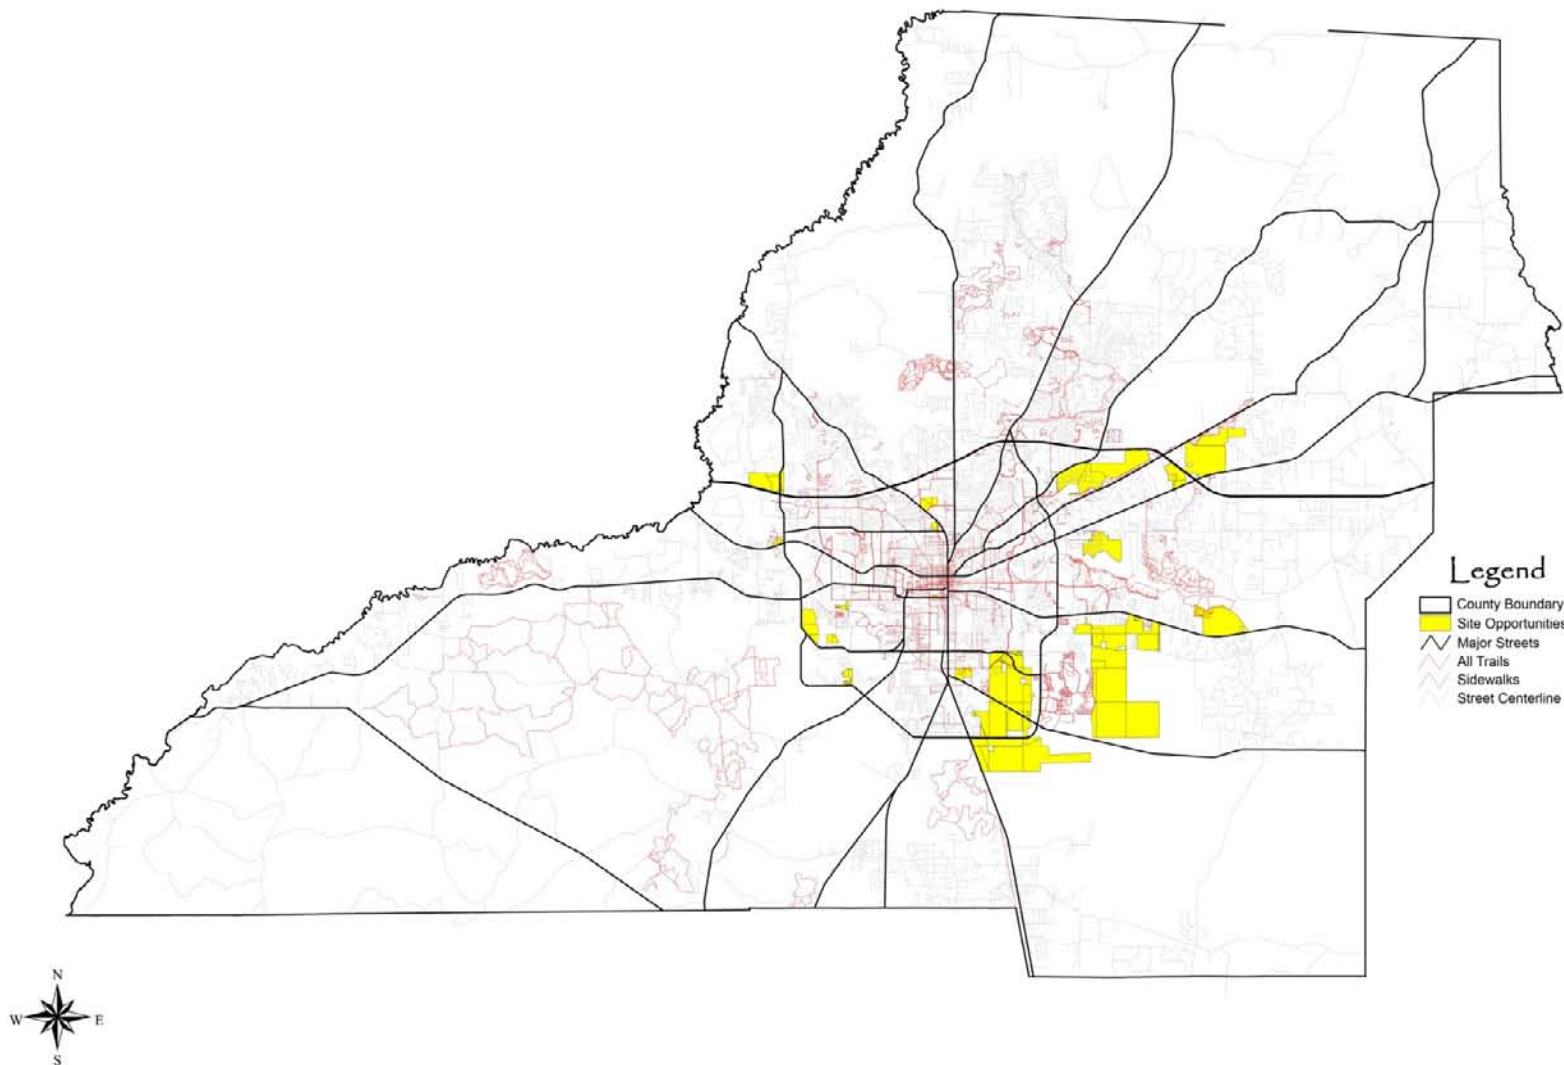 Legend
County Boundary
Site Opportunities
Major Streets
All Trails
Sidewalks
Street Centerline
N
W E
S